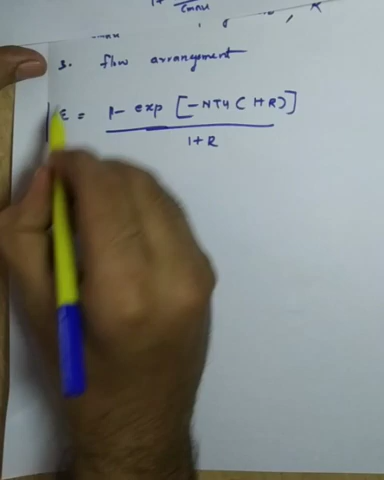 3. flow arrangement
ε = 1- exp [-NTU (1+R)]
1+R